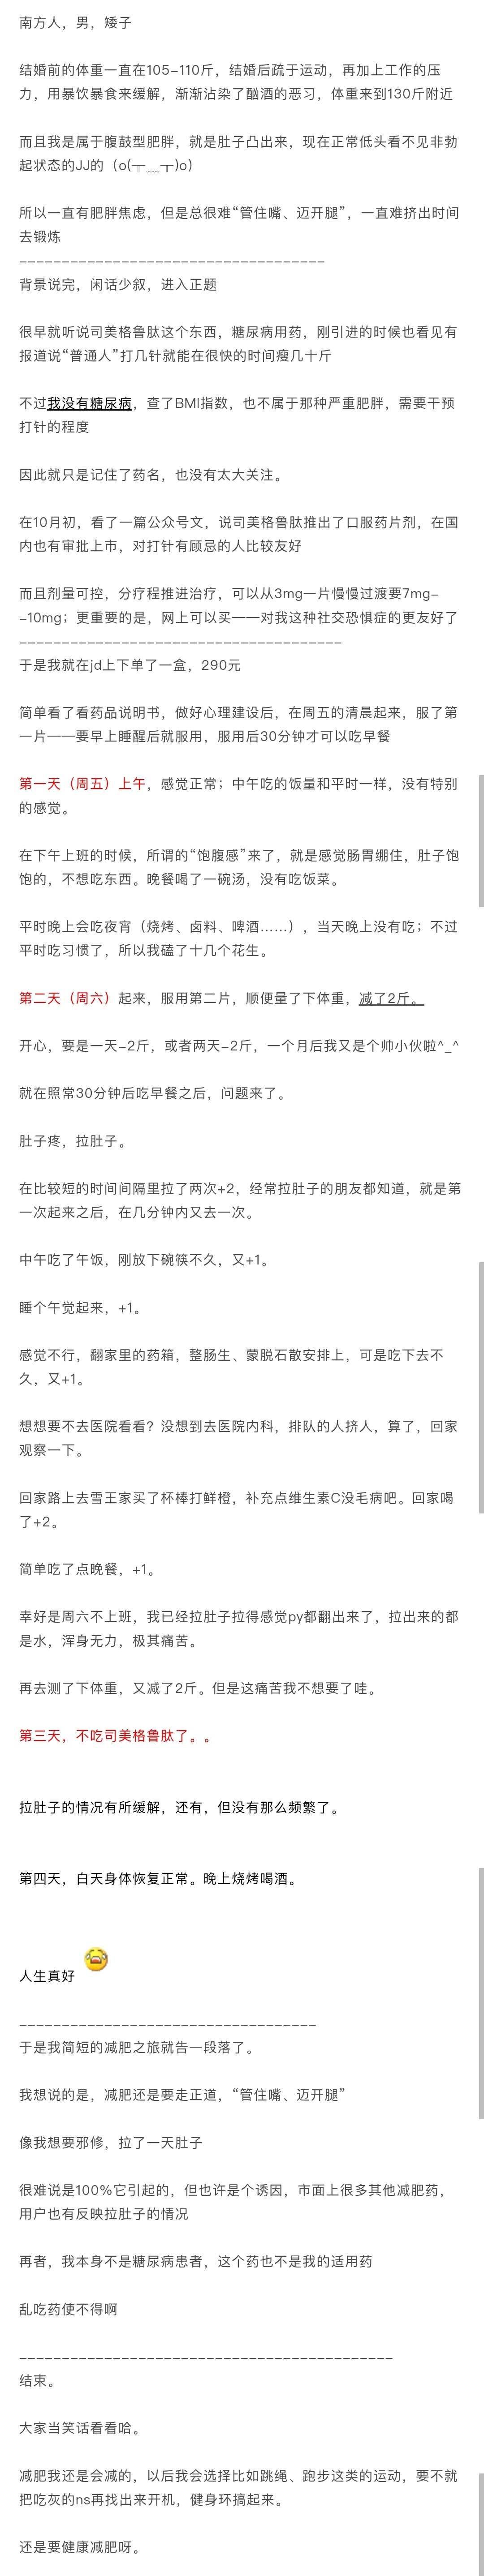 南方人，男，矮子
结婚前的体重一直在105-110斤，结婚后疏于运动，再加上工作的压
力，用暴饮暴食来缓解，渐渐沾染了酗酒的恶习，体重来到130斤附近
而且我是属于腹鼓型肥胖，就是肚子凸出来，现在正常低头看不见非勃
起状态的JJ的（o(╥﹏╥)o）
所以一直有肥胖焦虑，但是总很难“管住嘴、迈开腿”，一直难挤出时间
去锻炼
------------------------------------
背景说完，闲话少叙，进入正题
很早就听说司美格鲁肽这个东西，糖尿病用药，刚引进的时候也看见有
报道说“普通人”打几针就能在很快的时间瘦几十斤
不过我没有糖尿病，查了BMI指数，也不属于那种严重肥胖，需要干预
打针的程度
因此就只是记住了药名，也没有太大关注。
在10月初，看了一篇公众号文，说司美格鲁肽推出了口服药片剂，在国
内也有审批上市，对打针有顾忌的人比较友好
而且剂量可控，分疗程推进治疗，可以从3mg一片慢慢过渡要7mg-
-10mg；更重要的是，网上可以买——对我这种社交恐惧症的更友好了
--------------------------------------
于是我就在jd上下单了一盒，290元
简单看了看药品说明书，做好心理建设后，在周五的清晨起来，服了第
一片——要早上睡醒后就服用，服用后30分钟才可以吃早餐
第一天（周五）上午，感觉正常；中午吃的饭量和平时一样，没有特别
的感觉。
在下午上班的时候，所谓的“饱腹感”来了，就是感觉肠胃绷住，肚子饱
饱的，不想吃东西。晚餐喝了一碗汤，没有吃饭菜。
平时晚上会吃夜宵（烧烤、卤料、啤酒……），当天晚上没有吃；不过
平时吃习惯了，所以我磕了十几个花生。
第二天（周六）起来，服用第二片，顺便量了下体重，减了2斤。
开心，要是一天-2斤，或者两天-2斤，一个月后我又是个帅小伙啦^_^
就在照常30分钟后吃早餐之后，问题来了。
肚子疼，拉肚子。
在比较短的时间间隔里拉了两次+2，经常拉肚子的朋友都知道，就是第
一次起来之后，在几分钟内又去一次。
中午吃了午饭，刚放下碗筷不久，又+1。
睡个午觉起来，+1。
感觉不行，翻家里的药箱，整肠生、蒙脱石散安排上，可是吃下去不
久，又+1。
想想要不去医院看看？没想到去医院内科，排队的人挤人，算了，回家
观察一下。
回家路上去雪王家买了杯棒打鲜橙，补充点维生素C没毛病吧。回家喝
了+2。
简单吃了点晚餐，+1。
幸好是周六不上班，我已经拉肚子拉得感觉py都翻出来了，拉出来的都
是水，浑身无力，极其痛苦。
再去测了下体重，又减了2斤。但是这痛苦我不想要了哇。
第三天，不吃司美格鲁肽了。。
拉肚子的情况有所缓解，还有，但没有那么频繁了。
第四天，白天身体恢复正常。晚上烧烤喝酒。
人生真好
-----------------------------------
于是我简短的减肥之旅就告一段落了。
我想说的是，减肥还是要走正道，“管住嘴、迈开腿”
像我想要邪修，拉了一天肚子
很难说是100%它引起的，但也许是个诱因，市面上很多其他减肥药，
用户也有反映拉肚子的情况
再者，我本身不是糖尿病患者，这个药也不是我的适用药
乱吃药使不得啊
--------------------------------------------
结束。
大家当笑话看看哈。
减肥我还是会减的，以后我会选择比如跳绳、跑步这类的运动，要不就
把吃灰的ns再找出来开机，健身环搞起来。
还是要健康减肥呀。